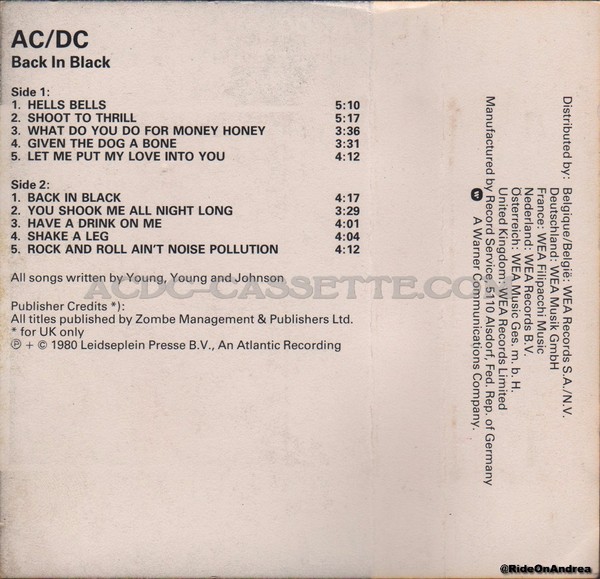 AC/DC
Back In Black
Side 1:
1. HELLS BELLS 5:10
2. SHOOT TO THRILL 5:17
3. WHAT DO YOU DO FOR MONEY HONEY 3:36
4. GIVEN THE DOG A BONE 3:31
5. LET ME PUT MY LOVE INTO YOU 4:12
Side 2:
1. BACK IN BLACK 4:17
2. YOU SHOOK ME ALL NIGHT LONG 3:29
3. HAVE A DRINK ON ME 4:01
4. SHAKE A LEG 4:04
5. ROCK AND ROLL AIN'T NOISE POLLUTION 4:12
All songs written by Young, Young and Johnson
Publisher Credits *):
All titles published by Zombe Management & Publishers Ltd.
* for UK only
℗ + © 1980 Leidseplein Presse B.V., An Atlantic Recording
Distributed by: Belgique/België: WEA Records S.A./N.V.
Deutschland: WEA Musik GmbH
France: WEA Filipacchi Music
Nederland: WEA Records B.V.
Österreich: WEA Music Ges. m. b. H.
United Kingdom: WEA Records Limited
Manufactured by Record Service, 5110 Alsdorf, Fed. Rep. of Germany
A Warner Communications Company.
ACDC-CASSETTE.COM
@RideOnAndrea